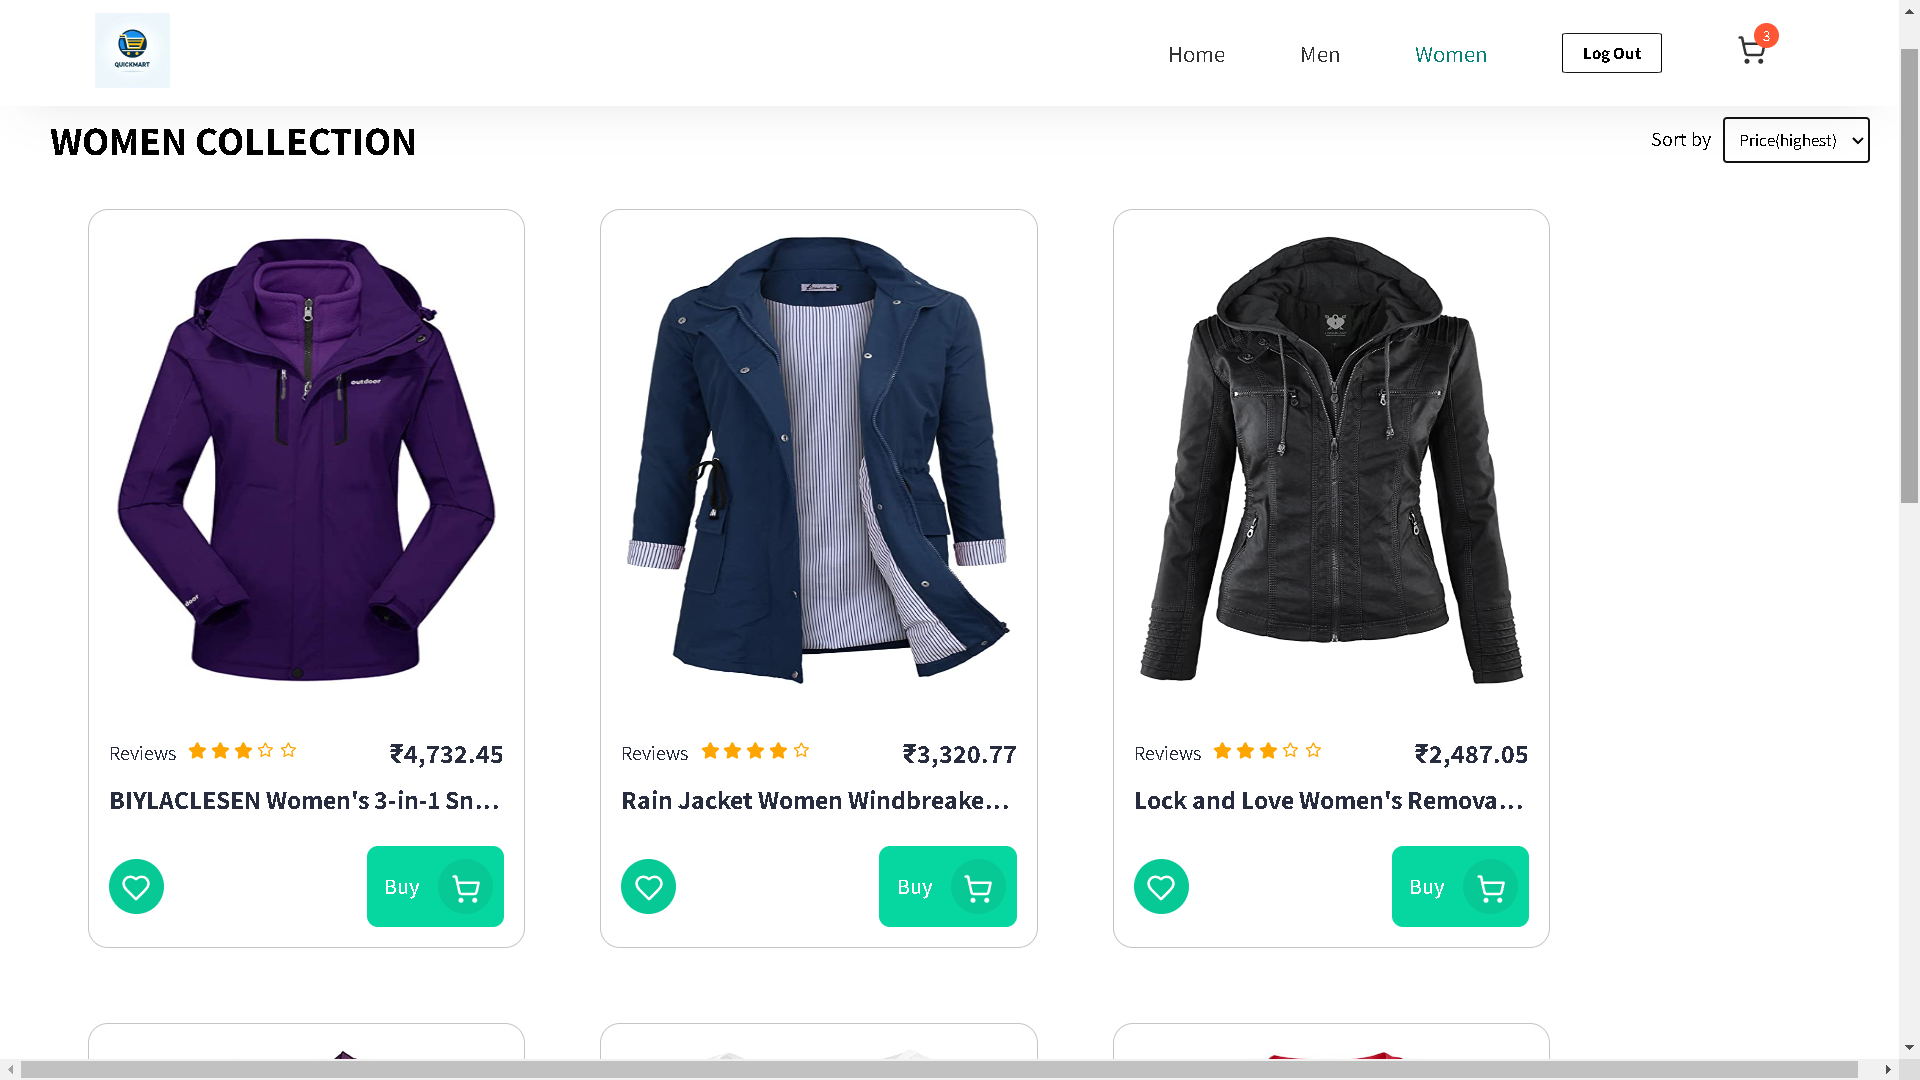 QUICKMART
Home
Men
Women
Log Out
3
WOMEN COLLECTION
Sort by
Price(highest)
outdoor
Reviews
₹4,732.45
BIYLACLESEN Women's 3-in-1 Sn...
Buy
Reviews
₹3,320.77
Rain Jacket Women Windbreake...
Buy
Reviews
₹2,487.05
Lock and Love Women's Remova...
Buy